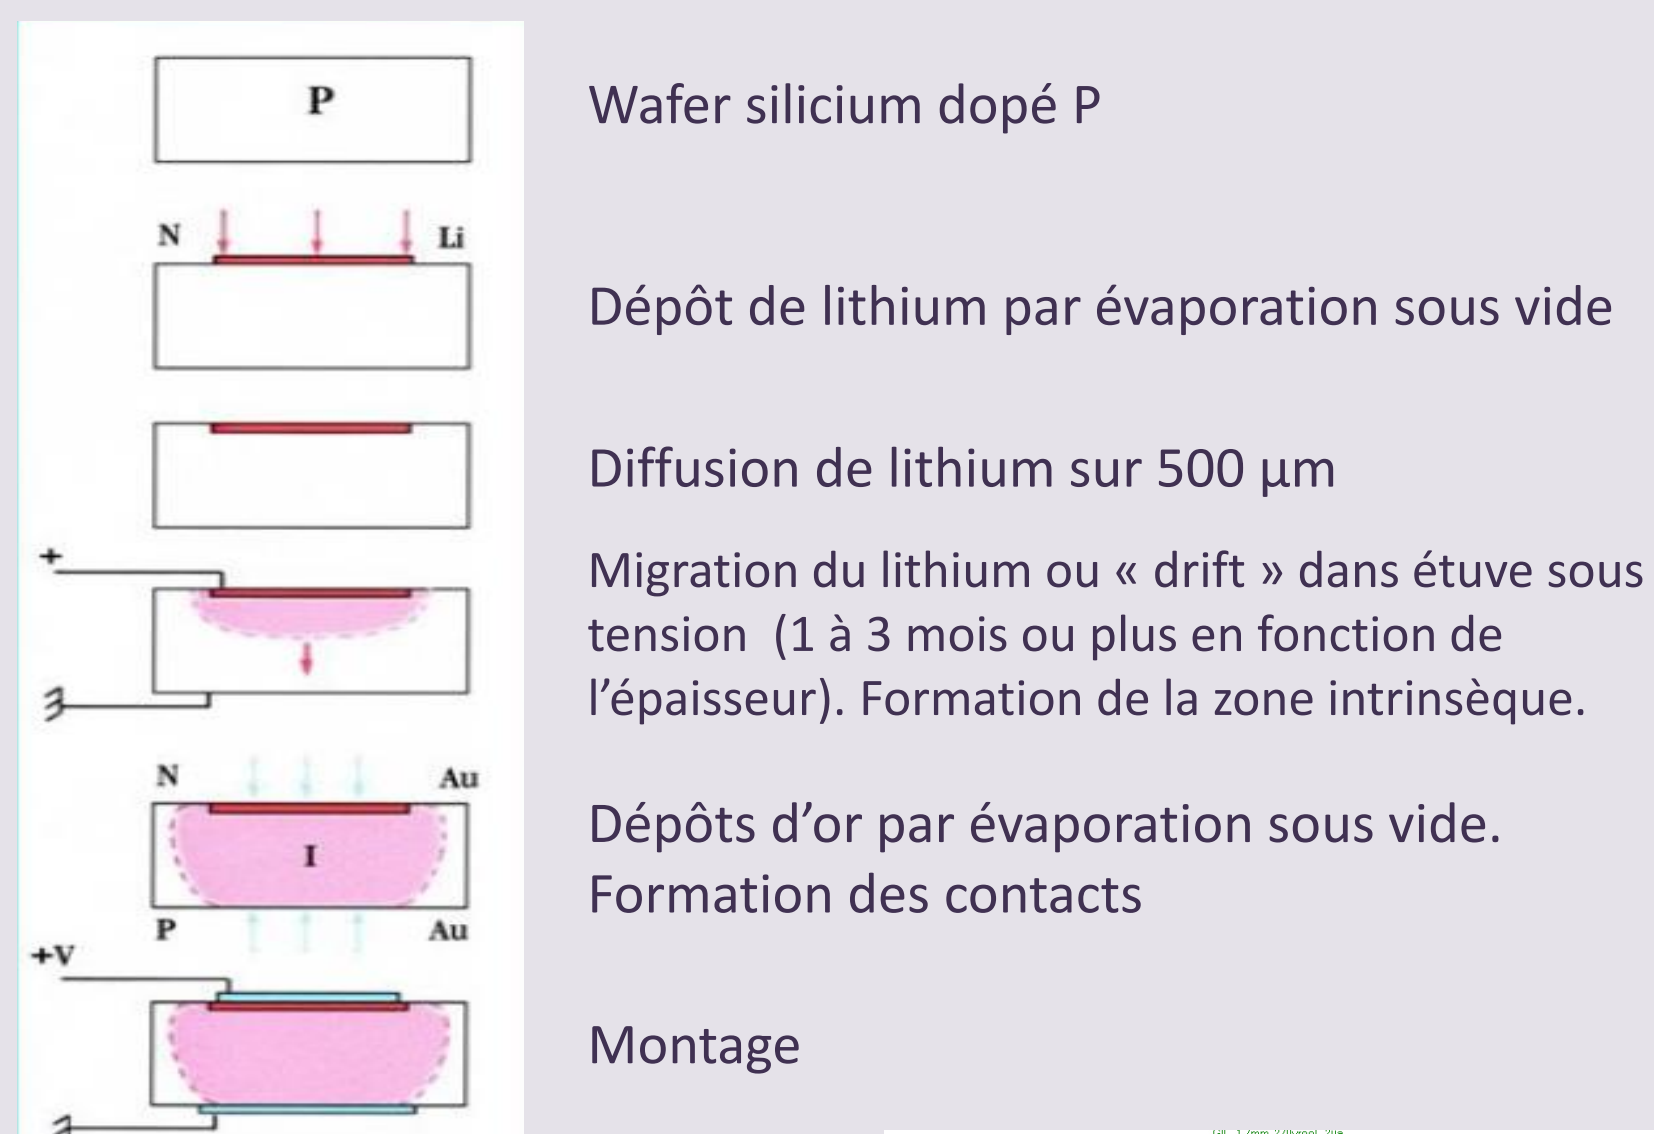 P
Wafer silicium dopé P
N
Li
Dépôt de lithium par évaporation sous vide
Diffusion de lithium sur 500 µm
+
Migration du lithium ou « drift » dans étuve sous
tension (1 à 3 mois ou plus en fonction de
l’épaisseur). Formation de la zone intrinsèque.
N
Au
I
P
Au
Dépôts d’or par évaporation sous vide.
Formation des contacts
+V
Montage